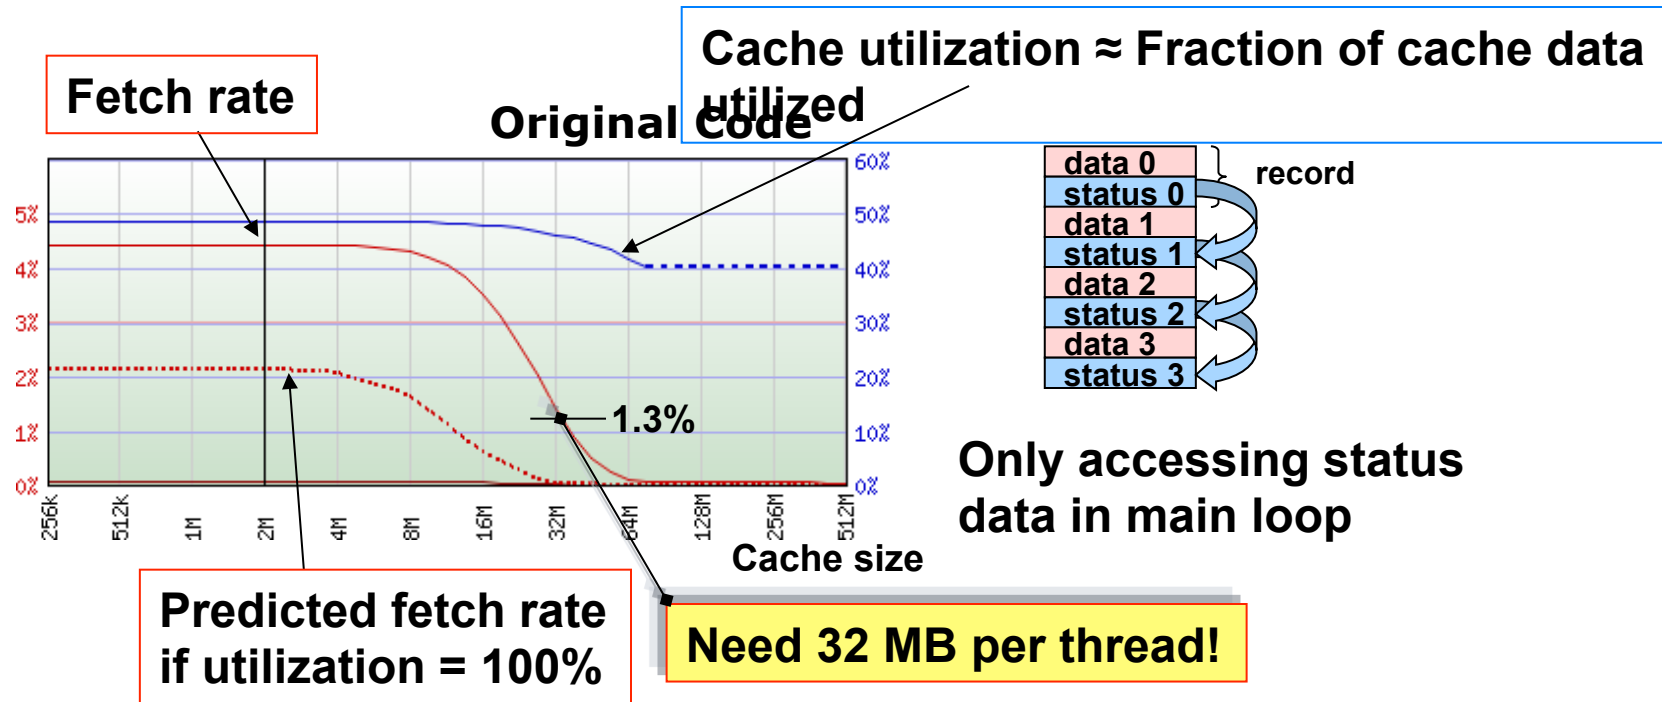 Cache utilization ≈ Fraction of cache data
utilized
Fetch rate
Original Code
60%
50%
40%
30%
20%
10%
0%
5%
4%
3%
2%
1%
0%
1.3%
256k
512k
1M
2M
4M
8M
16M
32M
64M
128M
256M
512M
Cache size
data 0
status 0
data 1
status 1
data 2
status 2
data 3
status 3
record
Only accessing status
data in main loop
Predicted fetch rate
if utilization = 100%
Need 32 MB per thread!